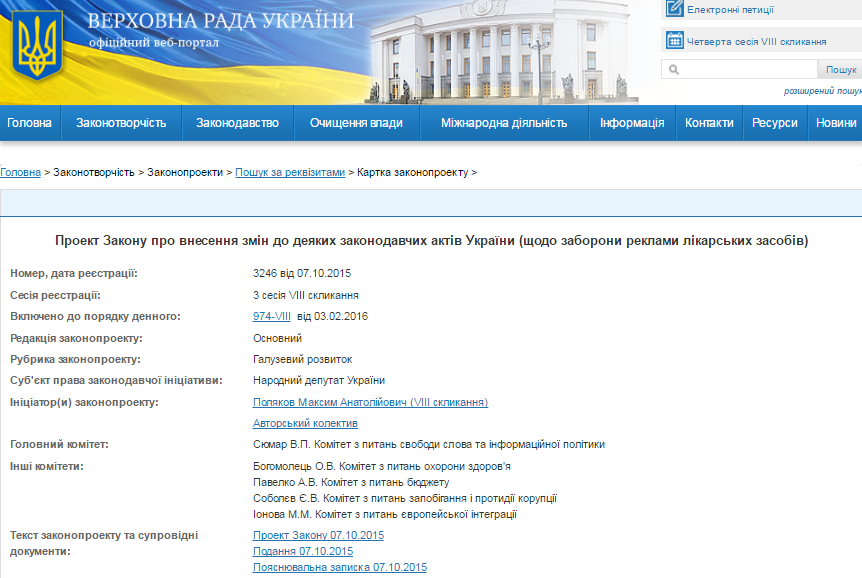 ВЕРХОВНА РАДА УКРАЇНИ
офіційний веб-портал
Електронні петиції
Четверта сесія VIII скликання
Пошук
розширений пошук
Головна Законотворчість Законодавство Очищення влади Міжнародна діяльність Інформація Контакти Ресурси Новини
Головна > Законотворчість > Законопроекти > Пошук за реквізитами > Картка законопроекту >
Проект Закону про внесення змін до деяких законодавчих актів України (щодо заборони реклами лікарських засобів)
Номер, дата реєстрації: 3246 від 07.10.2015
Сесія реєстрації: 3 сесія VIII скликання
Включено до порядку денного: 974-VIII від 03.02.2016
Редакція законопроекту: Основний
Рубрика законопроекту: Галузевий розвиток
Суб'єкт права законодавчої ініціативи: Народний депутат України
Ініціатор(и) законопроекту: Поляков Максим Анатолійович (VIII скликання)
Авторський колектив
Головний комітет: Сюмар В.П. Комітет з питань свободи слова та інформаційної політики
Інші комітети: Богомолець О.В. Комітет з питань охорони здоров'я
Павелко А.В. Комітет з питань бюджету
Соболєв Є.В. Комітет з питань запобігання і протидії корупції
Іонова М.М. Комітет з питань європейської інтеграції
Текст законопроекту та супровідні Проект Закону 07.10.2015
документи: Подання 07.10.2015
Пояснювальна записка 07.10.2015